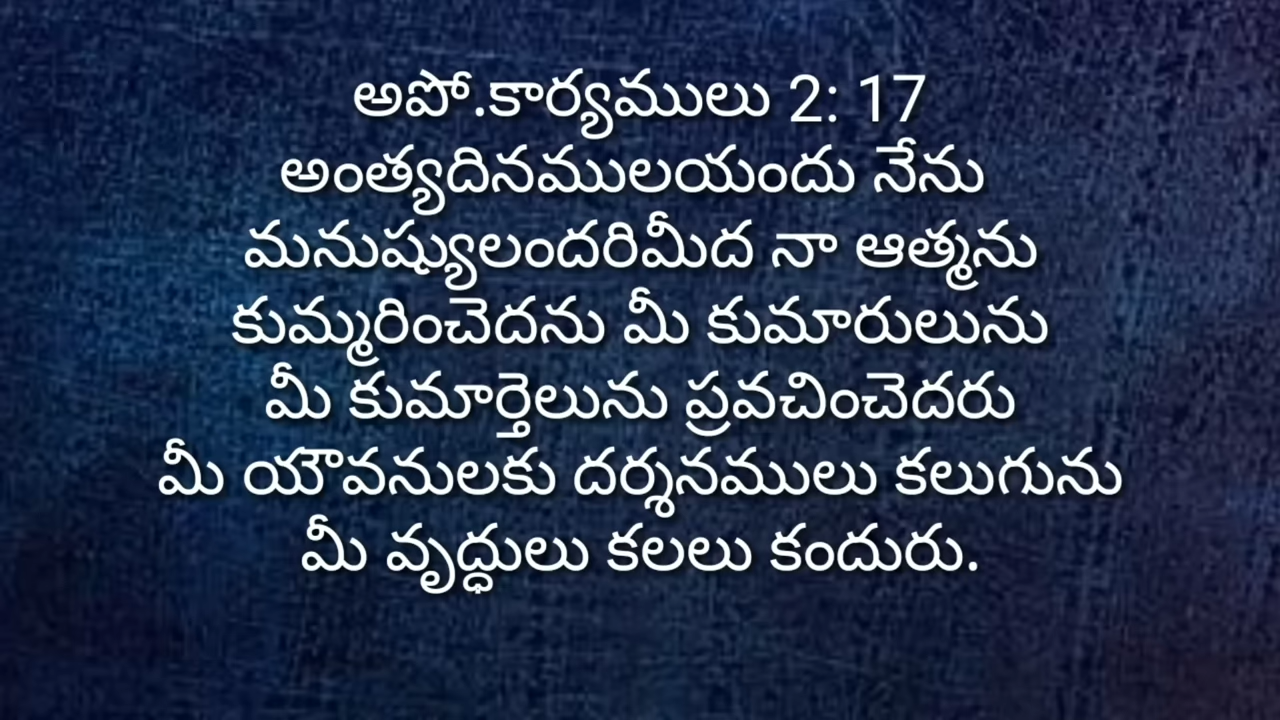 అపో.కార్యములు 2: 17
అంత్యదినములయందు నేను
మనుష్యులందరిమీద నా ఆత్మను
కుమ్మరించెదను మీ కుమారులును
మీ కుమార్తెలును ప్రవచించెదరు
మీ యౌవనులకు దర్శనములు కలుగును
మీ వృద్ధులు కలలు కందురు.